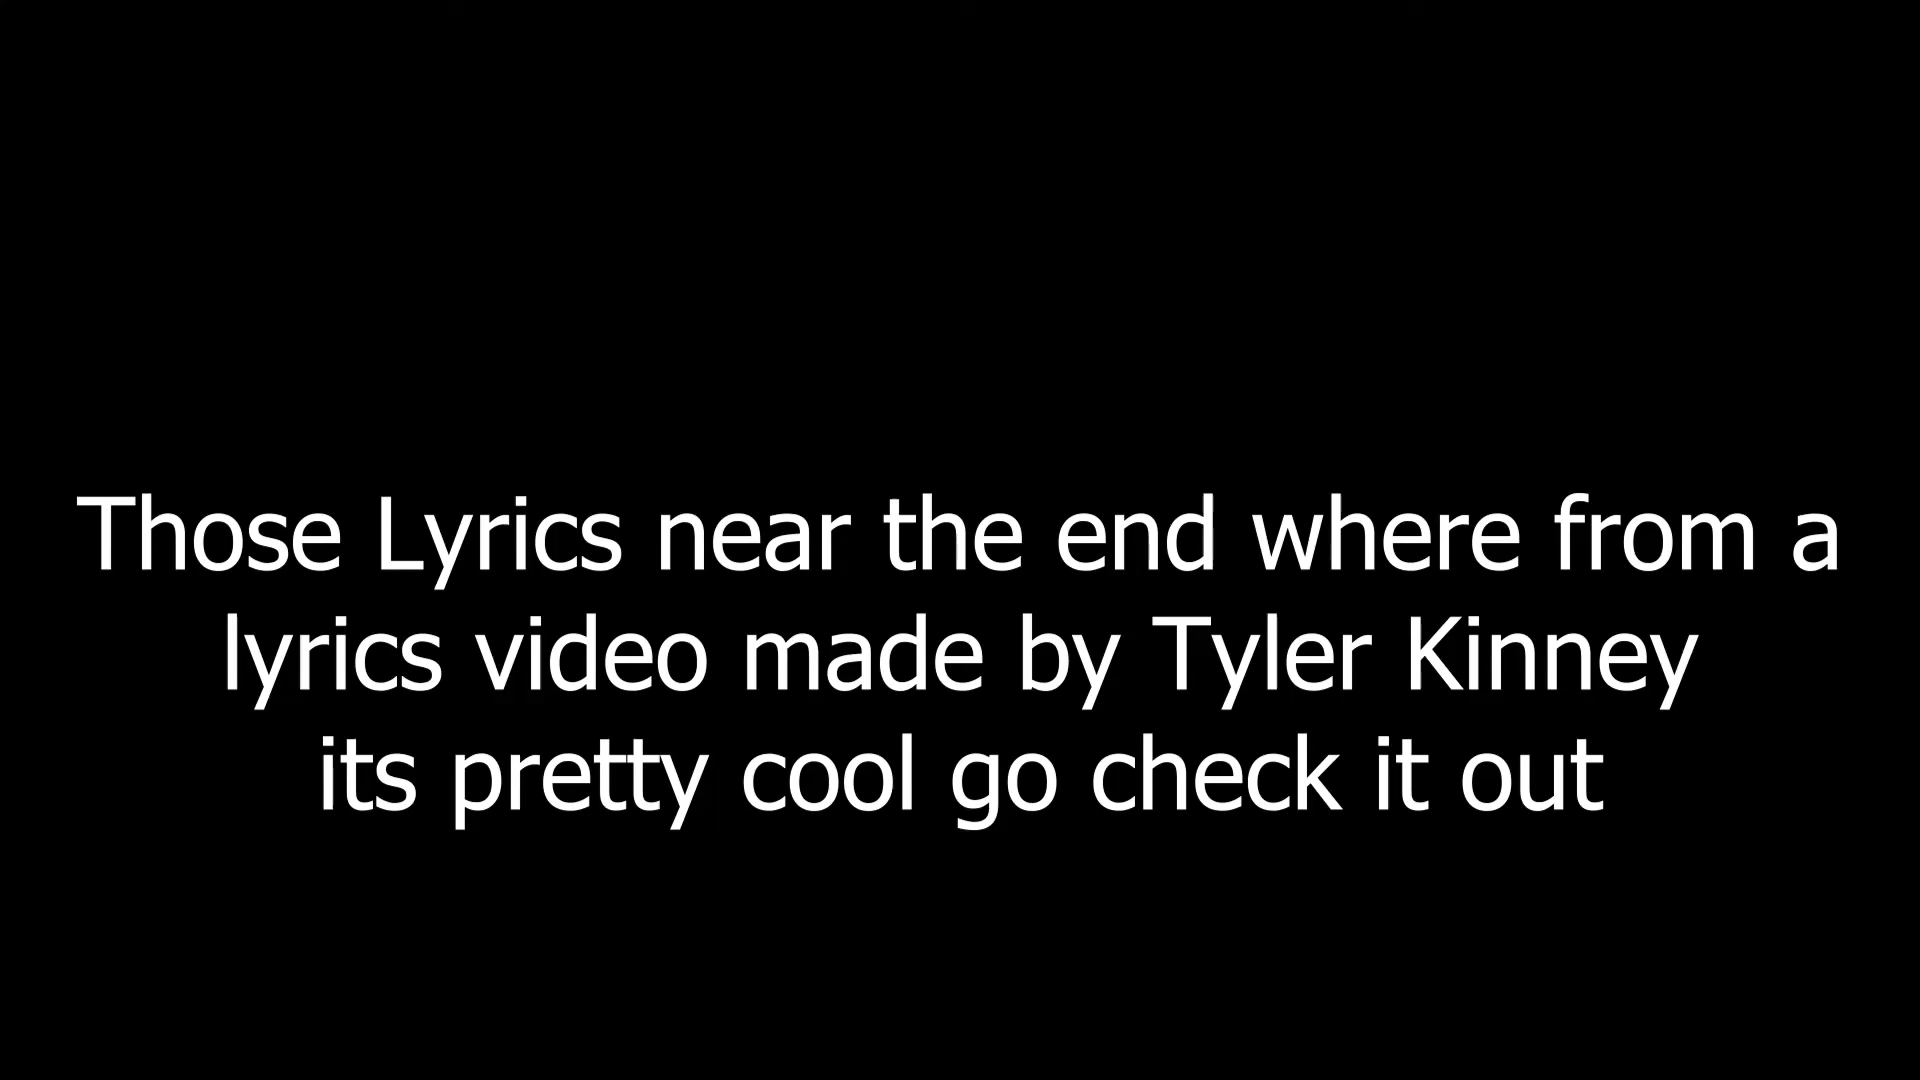 Those Lyrics near the end where from a
lyrics video made by Tyler Kinney
its pretty cool go check it out